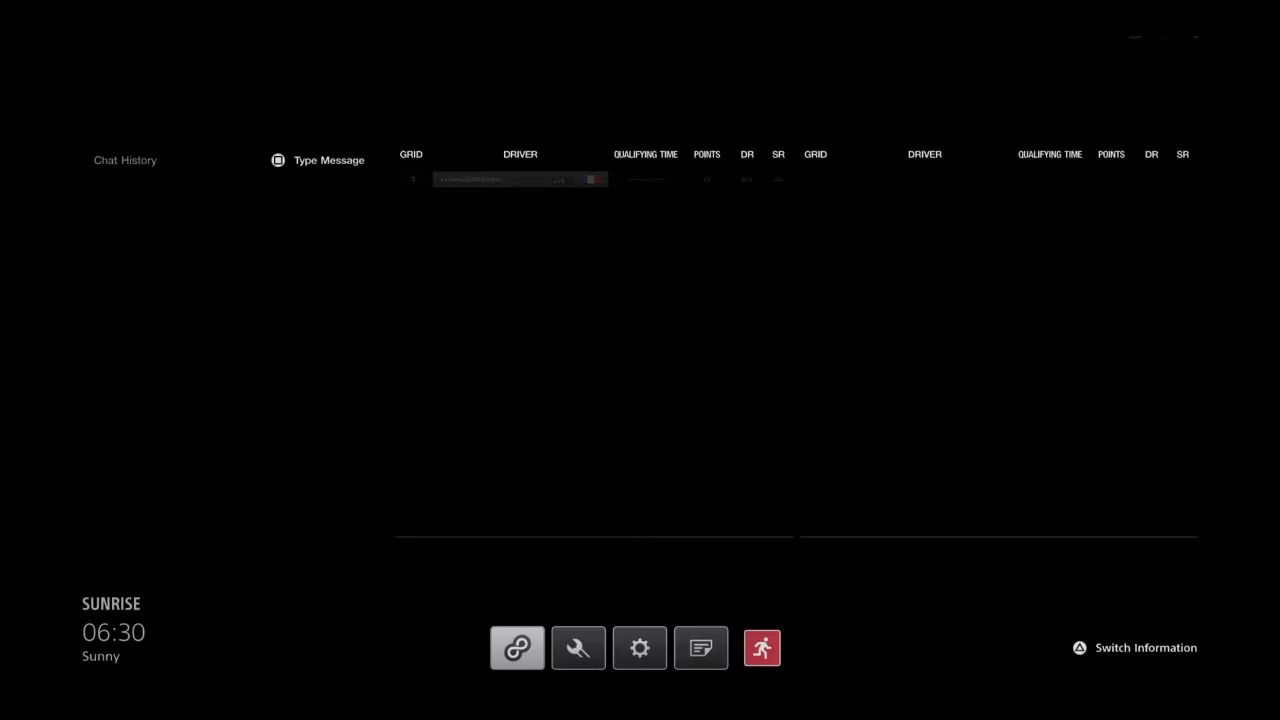 Chat History
Type Message
GRID DRIVER QUALIFYING TIME POINTS DR SR GRID DRIVER QUALIFYING TIME POINTS DR SR
SUNRISE
06:30
Sunny
Switch Information